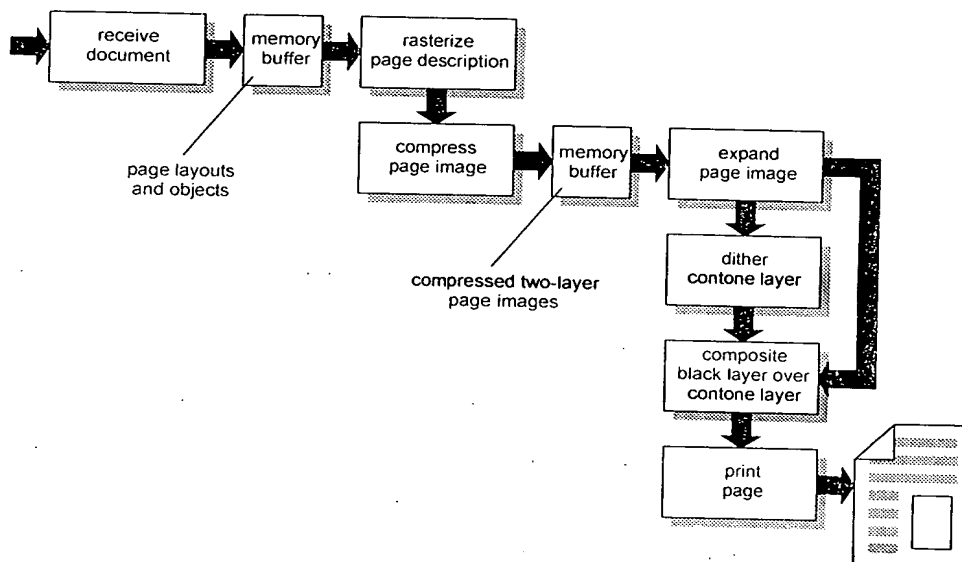 receive
document
memory
buffer
rasterize
page description
page layouts
and objects
compress
page image
memory
buffer
expand
page image
compressed two-layer
page images
dither
contone layer
composite
black layer over
contone layer
print
page